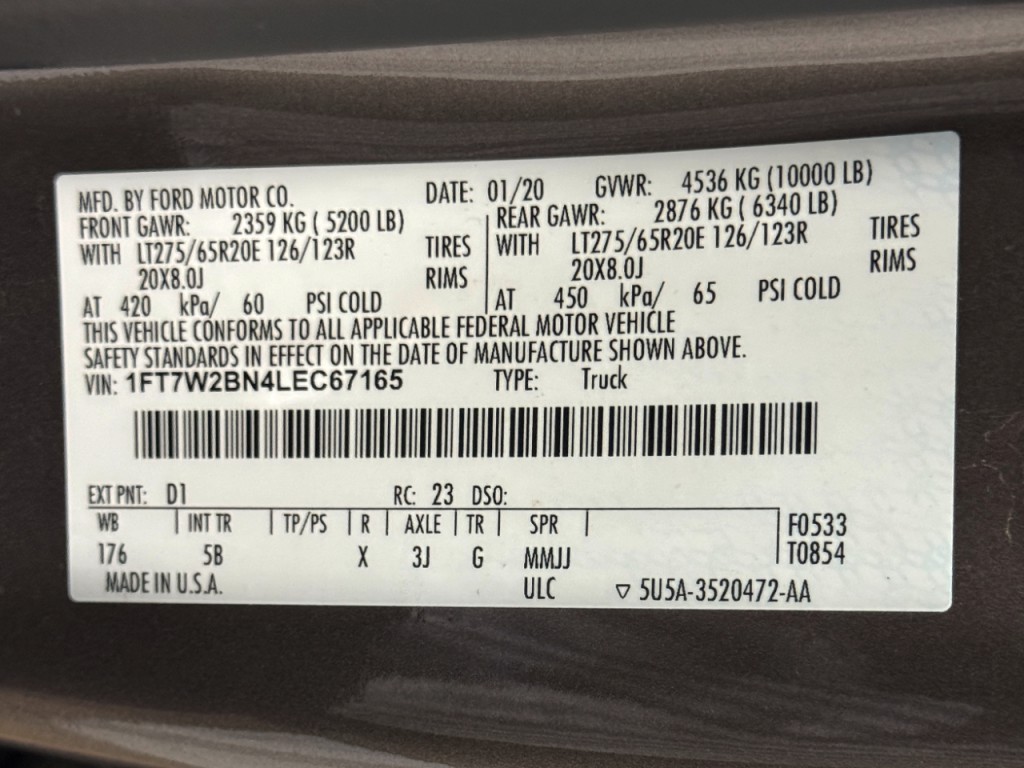 MFD. BY FORD MOTOR CO. DATE: 01/20 GVWR: 4536 KG (10000 LB)
FRONT GAWR: 2359 KG ( 5200 LB) REAR GAWR: 2876 KG ( 6340 LB)
WITH LT275/65R20E 126/123R TIRES WITH LT275/65R20E 126/123R TIRES
20X8.0J RIMS 20X8.0J RIMS
AT 420 kPa/ 60 PSI COLD AT 450 kPa/ 65 PSI COLD
THIS VEHICLE CONFORMS TO ALL APPLICABLE FEDERAL MOTOR VEHICLE
SAFETY STANDARDS IN EFFECT ON THE DATE OF MANUFACTURE SHOWN ABOVE.
VIN: 1FT7W2BN4LEC67165 TYPE: Truck
EXT PNT: D1 RC: 23 DSO:
WB INT TR TP/PS R AXLE TR SPR F0533
176 5B X 3J G MMJJ T0854
MADE IN U.S.A. ULC ▽ 5U5A-3520472-AA